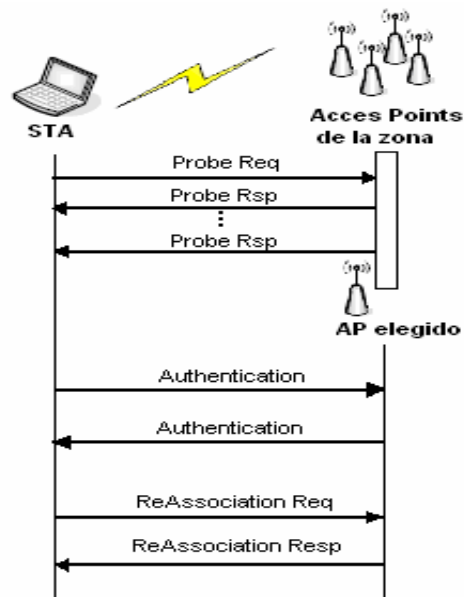 STA
Acces Points
de la zona
Probe Req
Probe Rsp
Probe Rsp
AP elegido
Authentication
Authentication
ReAssociation Req
ReAssociation Resp